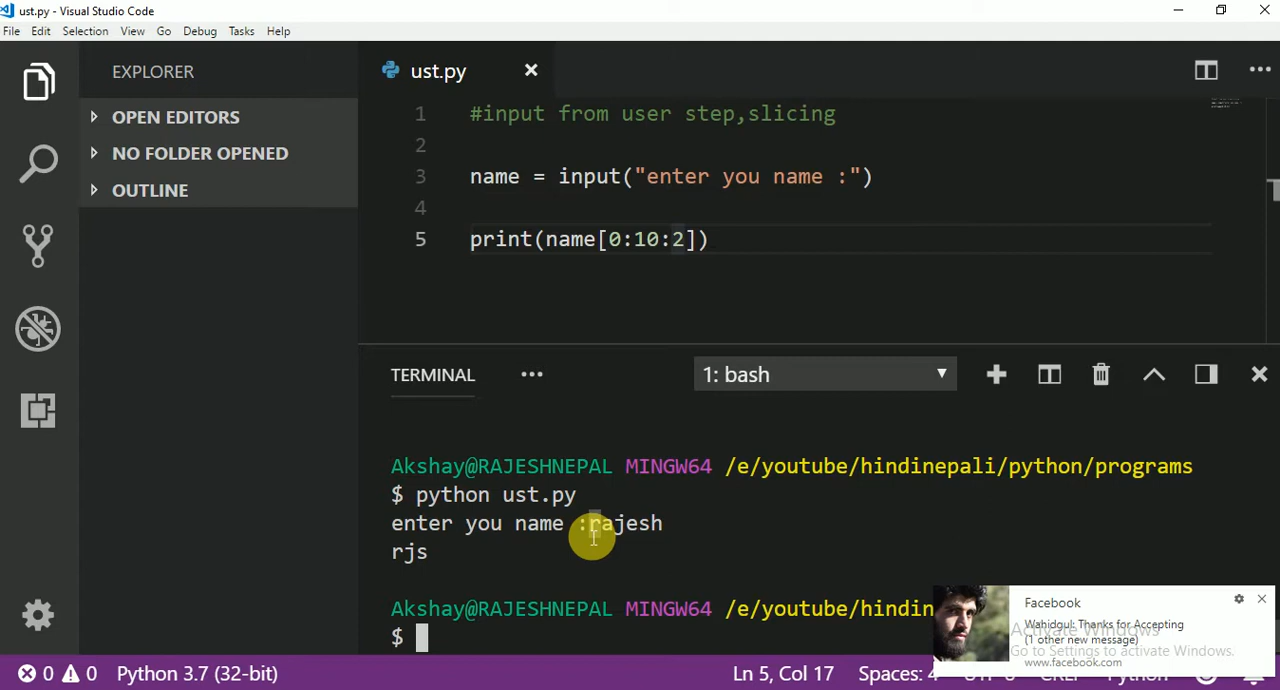 ust.py - Visual Studio Code
File Edit Selection View Go Debug Tasks Help
EXPLORER
OPEN EDITORS
NO FOLDER OPENED
OUTLINE
ust.py
1 #input from user step,slicing
2
3 name = input("enter you name :")
4
5 print(name[0:10:2])
TERMINAL
1: bash
Akshay@RAJESHNEPAL MINGW64 /e/youtube/hindinepali/python/programs
$ python ust.py
enter you name :rajesh
rjs
Akshay@RAJESHNEPAL MINGW64 /e/youtube/hindin
$
Facebook
Wahidgul: Thanks for Accepting
(1 other new message)
www.facebook.com
Activate Windows
Go to Settings to activate Windows.
0 0 Python 3.7 (32-bit) Ln 5, Col 17 Spaces: 4 UTF-8 CRLF Python